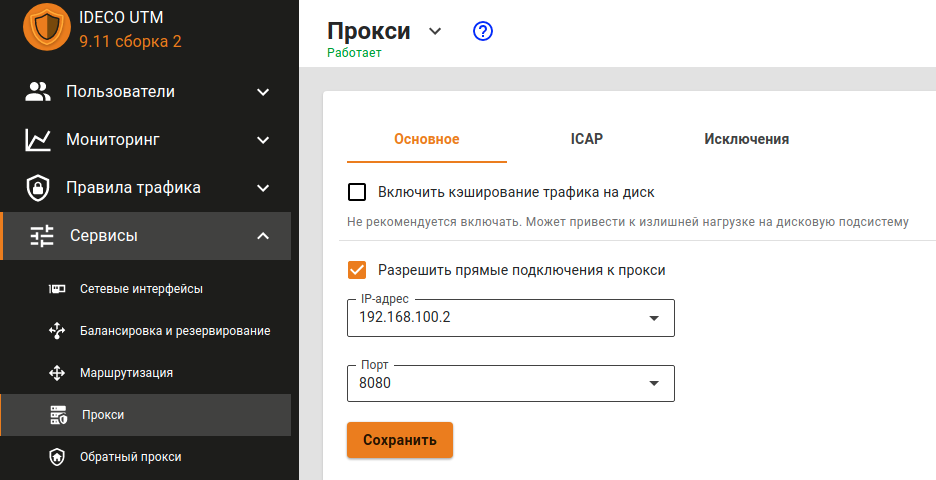 IDECO UTM
9.11 сборка 2
Пользователи
Мониторинг
Правила трафика
Сервисы
Сетевые интерфейсы
Балансировка и резервирование
Маршрутизация
Прокси
Обратный прокси
Прокси
Работает
Основное
ICAP
Исключения
Включить кэширование трафика на диск
Не рекомендуется включать. Может привести к излишней нагрузке на дисковую подсистему
Разрешить прямые подключения к прокси
IP-адрес
192.168.100.2
Порт
8080
Сохранить